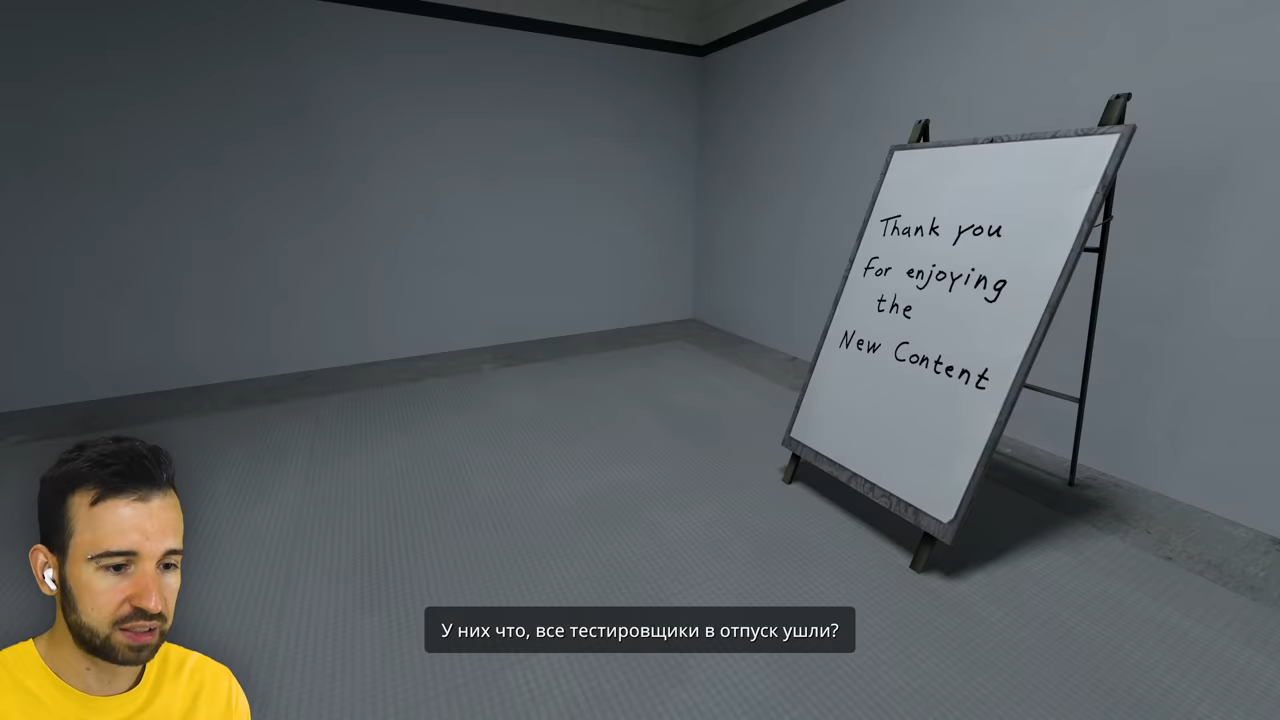 Thank you
for enjoying
the
New Content
У них что, все тестировщики в отпуск ушли?